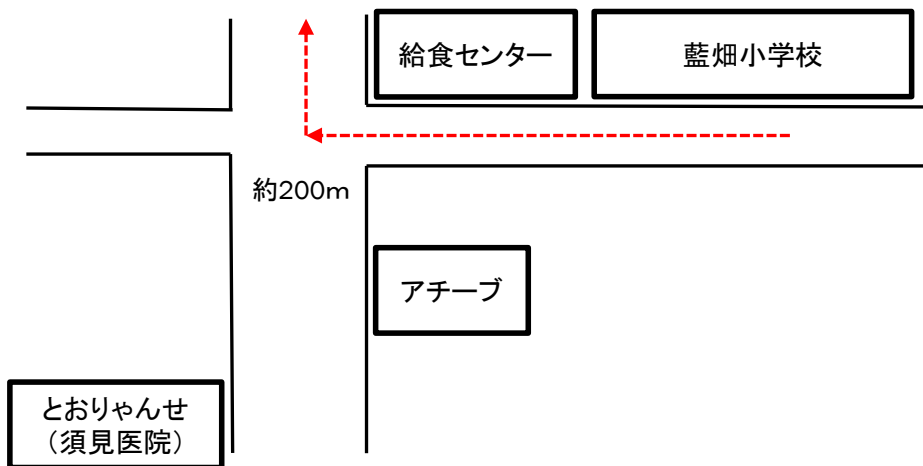 給食センター
藍畑小学校
約200m
アチーブ
とおりゃんせ
（須見医院）